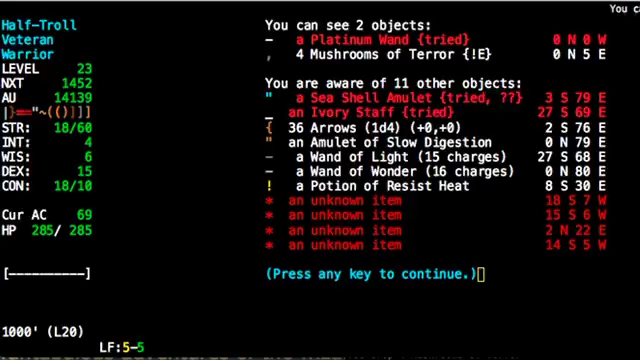 You ca
Half-Troll
Veteran
Warrior
LEVEL 23
NXT 1452
AU 14139
|}=="~(()]]]
STR: 18/60
INT: 4
WIS: 6
DEX: 15
CON: 18/10
Cur AC 69
HP 285/ 285
[----------]
1000' (L20)
LF:5-5
You can see 2 objects:
- a Platinum Wand {tried} 0 N 0 W
, 4 Mushrooms of Terror {!E} 0 N 5 E
You are aware of 11 other objects:
" a Sea Shell Amulet {tried, ??} 3 S 79 E
_ an Ivory Staff {tried} 27 S 69 E
{ 36 Arrows (1d4) (+0,+0) 2 S 76 E
" an Amulet of Slow Digestion 0 N 79 E
- a Wand of Light (15 charges) 27 S 68 E
- a Wand of Wonder (16 charges) 0 N 80 E
! a Potion of Resist Heat 8 S 30 E
* an unknown item 18 S 7 W
* an unknown item 15 S 6 W
* an unknown item 2 N 22 E
* an unknown item 14 S 5 W
(Press any key to continue.)